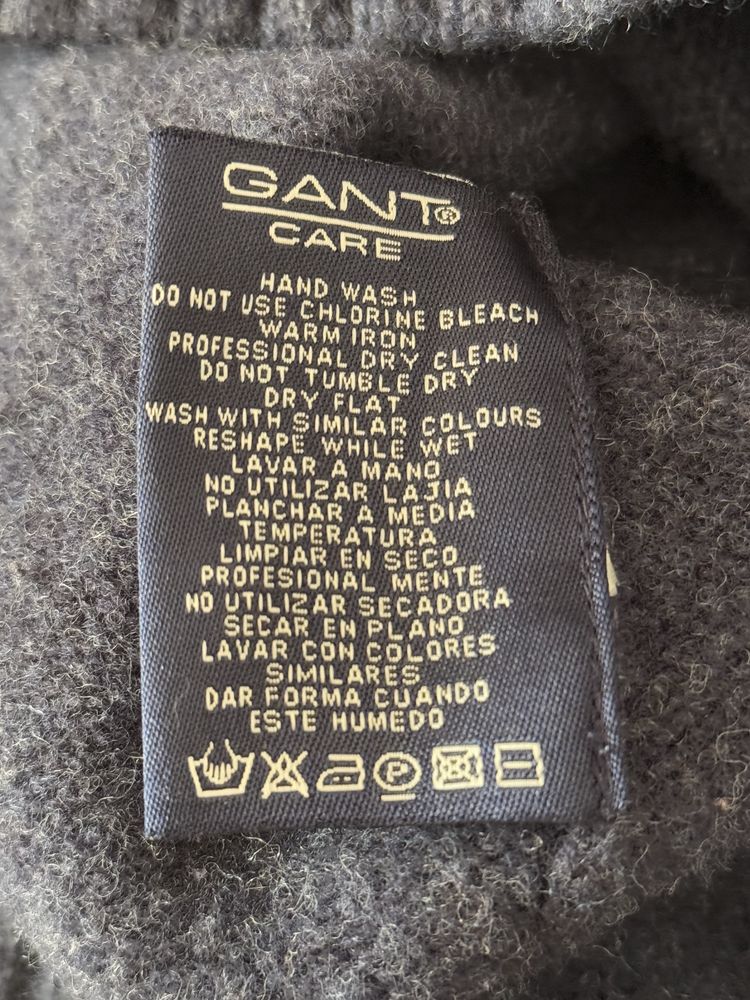 GANT®
CARE
HAND WASH
DO NOT USE CHLORINE BLEACH
WARM IRON
PROFESSIONAL DRY CLEAN
DO NOT TUMBLE DRY
DRY FLAT
WASH WITH SIMILAR COLOURS
RESHAPE WHILE WET
LAVAR A MANO
NO UTILIZAR LAJIA
PLANCHAR A MEDIA
TEMPERATURA
LIMPIAR EN SECO
PROFESIONAL MENTE
NO UTILIZAR SECADORA
SECAR EN PLANO
LAVAR CON COLORES
SIMILARES
DAR FORMA CUANDO
ESTE HUMEDO
P